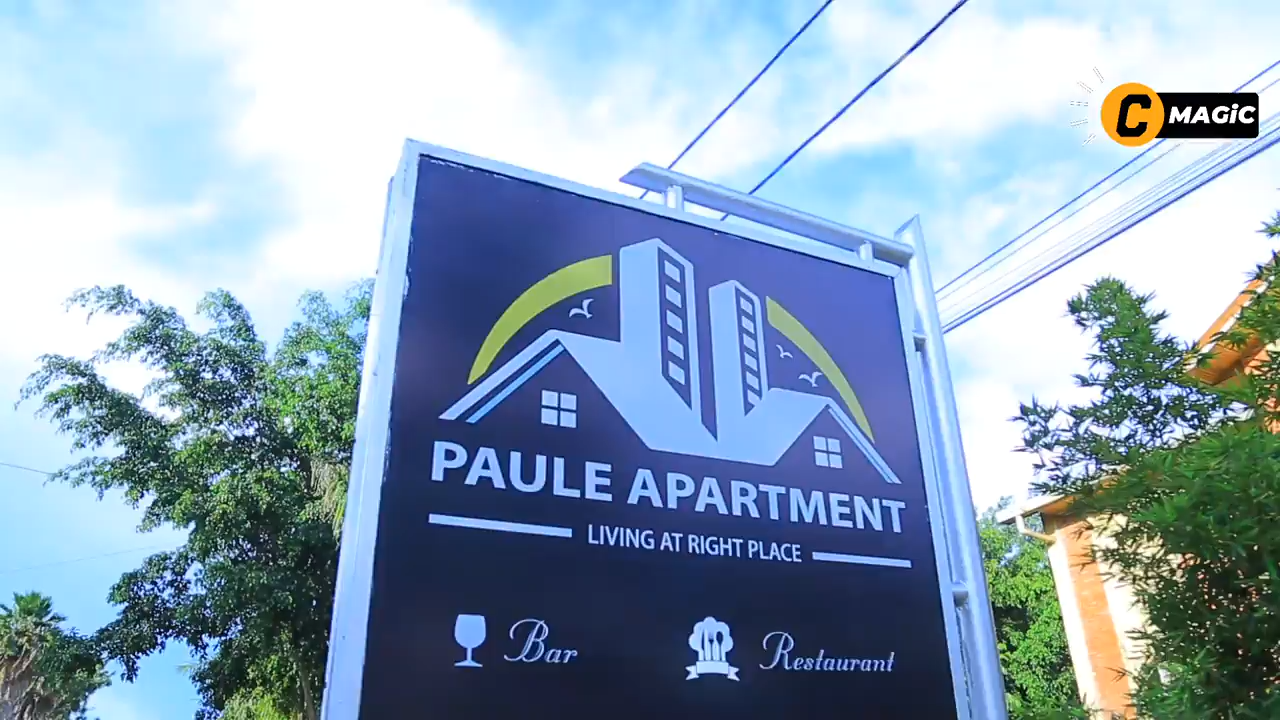 C MAGiC
PAULE APARTMENT
LIVING AT RIGHT PLACE
Bar
Restaurant